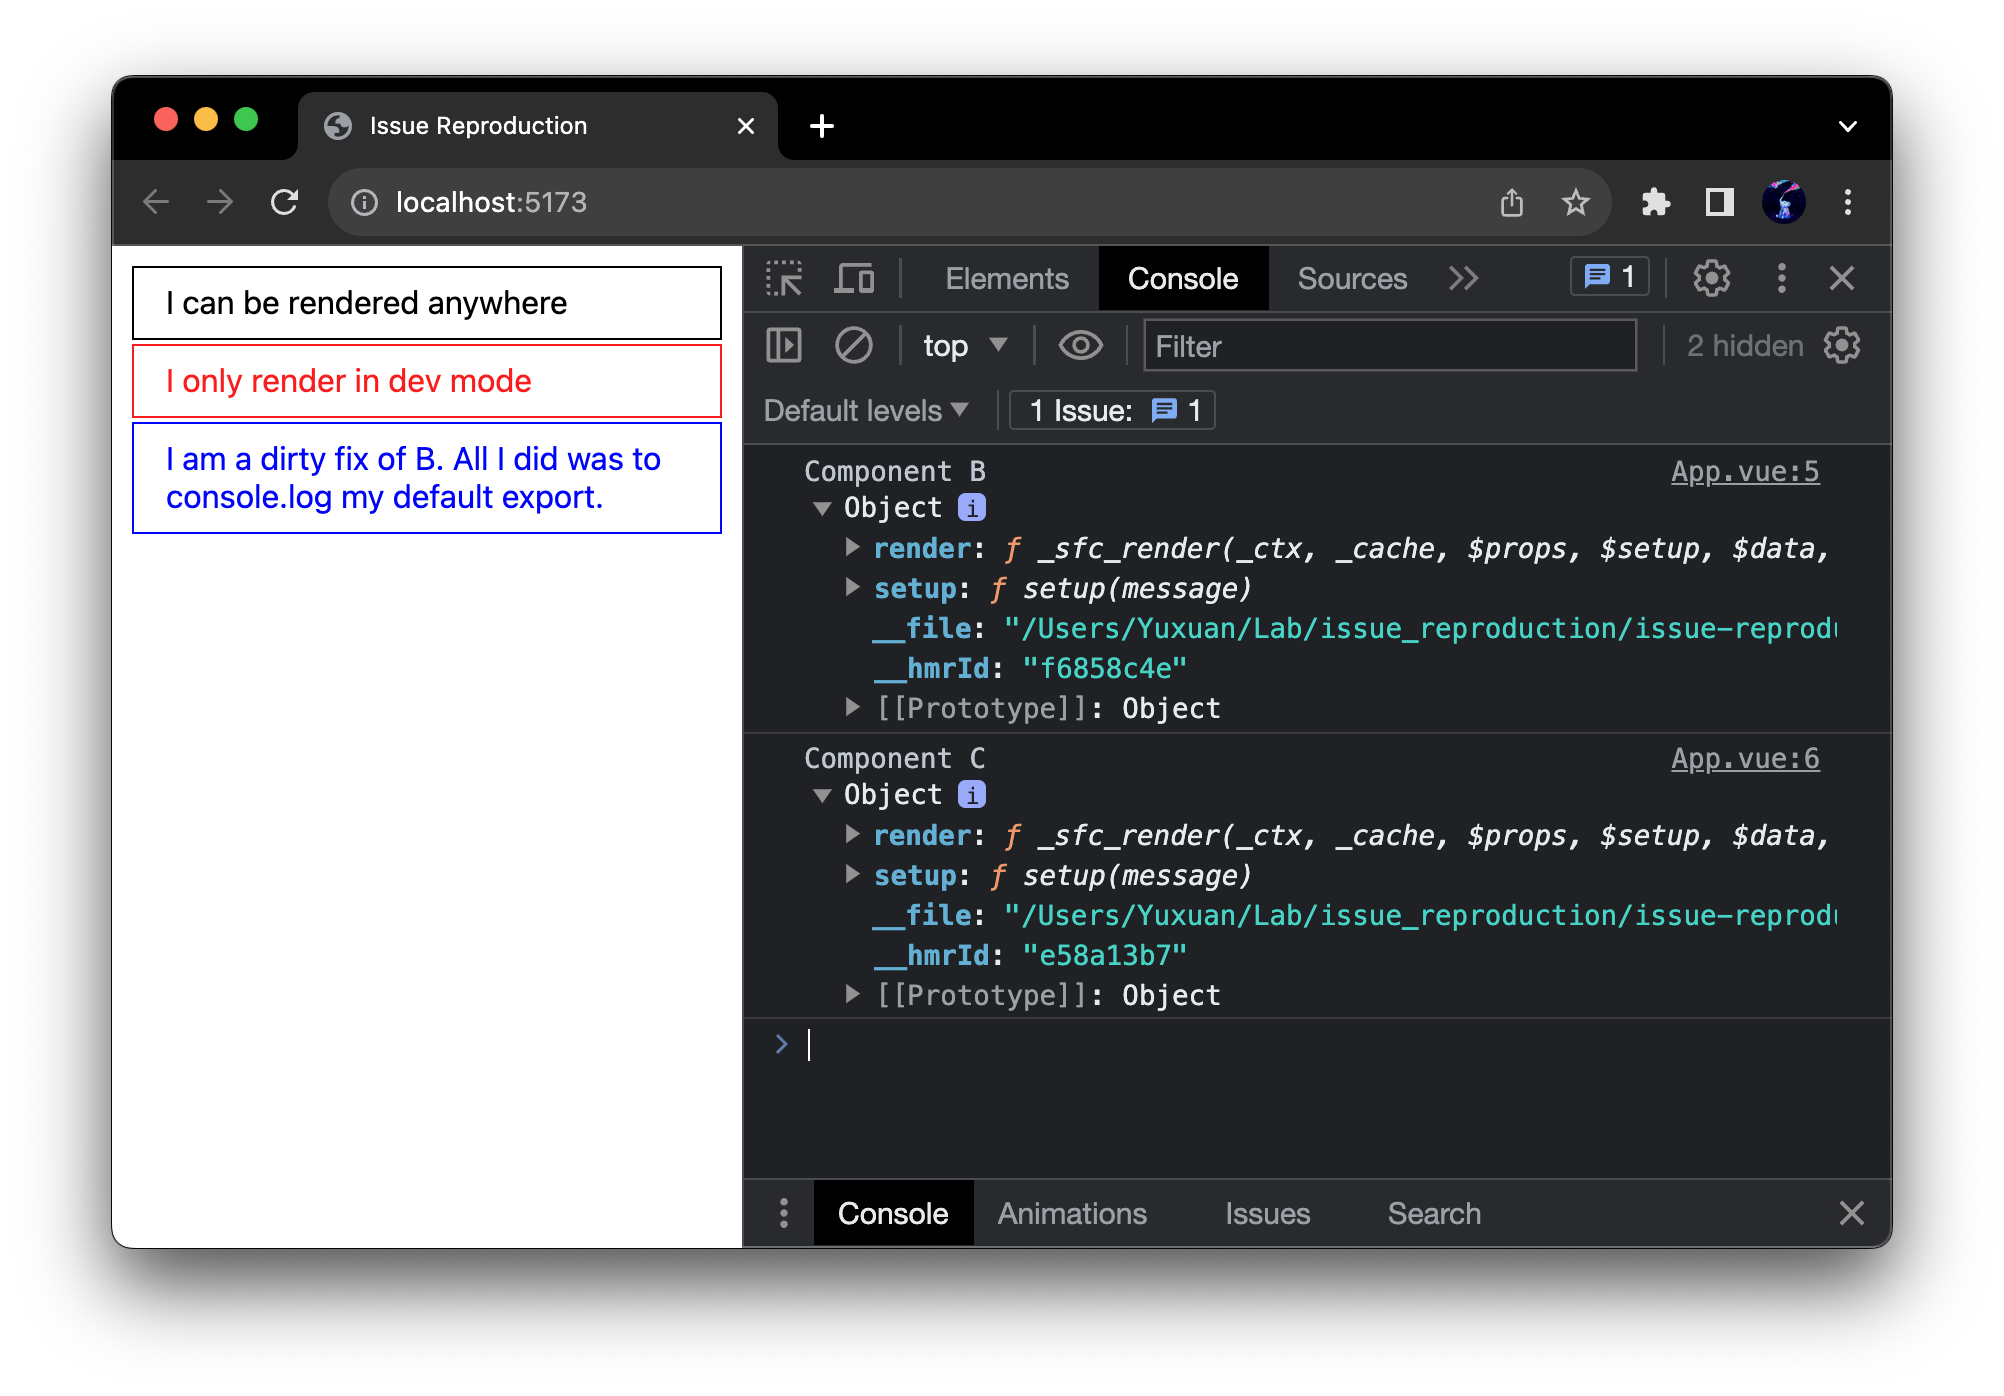 Issue Reproduction
localhost:5173
I can be rendered anywhere
I only render in dev mode
I am a dirty fix of B. All I did was to
console.log my default export.
Elements Console Sources 1
top Filter 2 hidden
Default levels 1 Issue: 1
Component B App.vue:5
Object i
render: ƒ _sfc_render(_ctx, _cache, $props, $setup, $data,
setup: ƒ setup(message)
__file: "/Users/Yuxuan/Lab/issue_reproduction/issue-reprod
__hmrId: "f6858c4e"
[[Prototype]]: Object
Component C App.vue:6
Object i
render: ƒ _sfc_render(_ctx, _cache, $props, $setup, $data,
setup: ƒ setup(message)
__file: "/Users/Yuxuan/Lab/issue_reproduction/issue-reprod
__hmrId: "e58a13b7"
[[Prototype]]: Object
Console Animations Issues Search